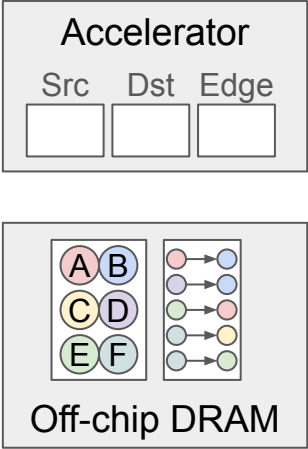 Accelerator
Src Dst Edge
A B
C D
E F
Off-chip DRAM